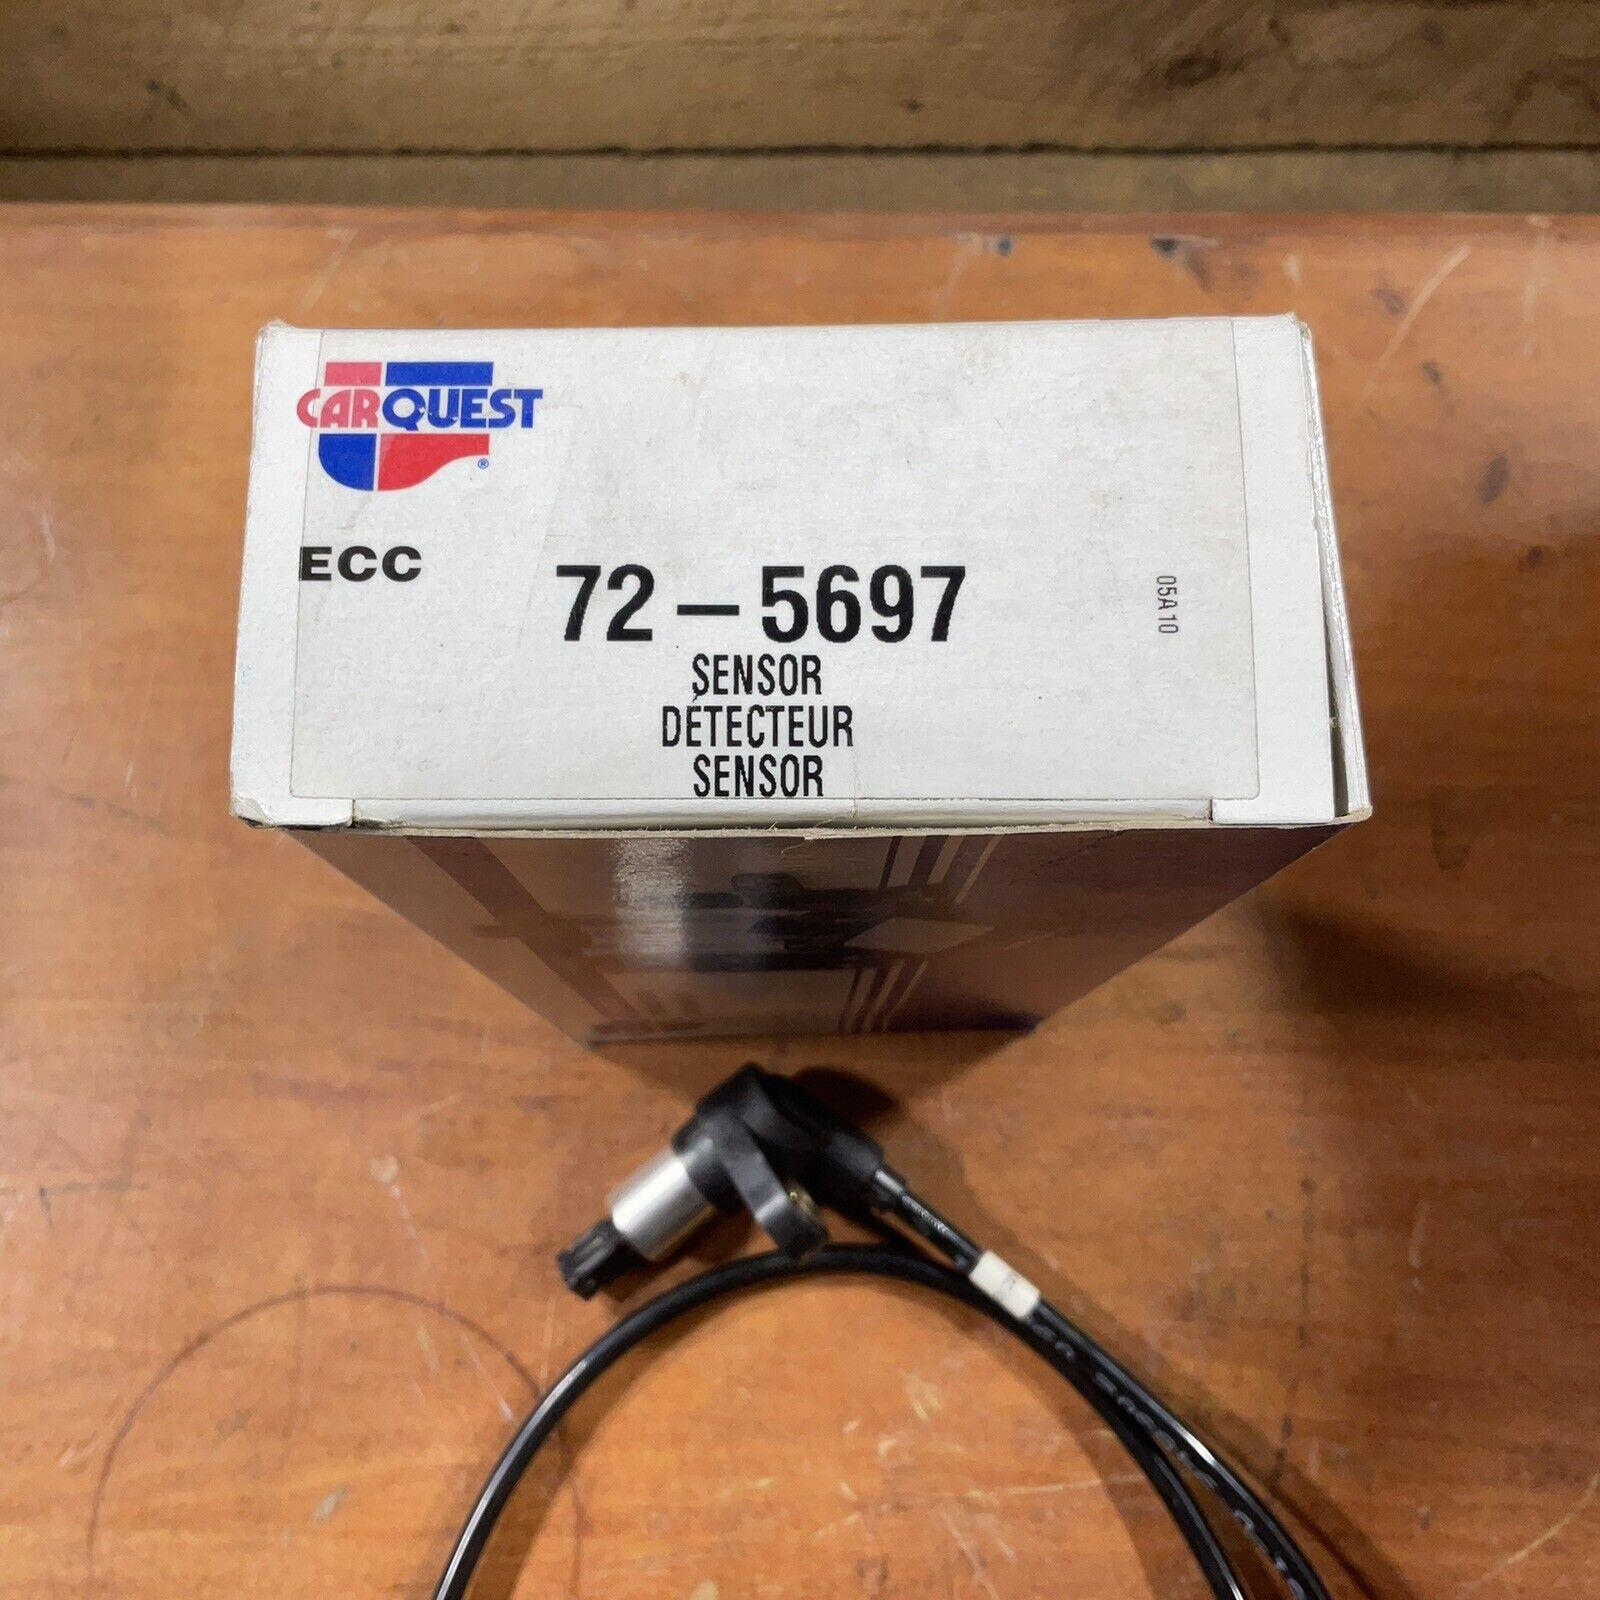 CARQUEST
®
ECC
72-5697
05A10
SENSOR
DÉTECTEUR
SENSOR